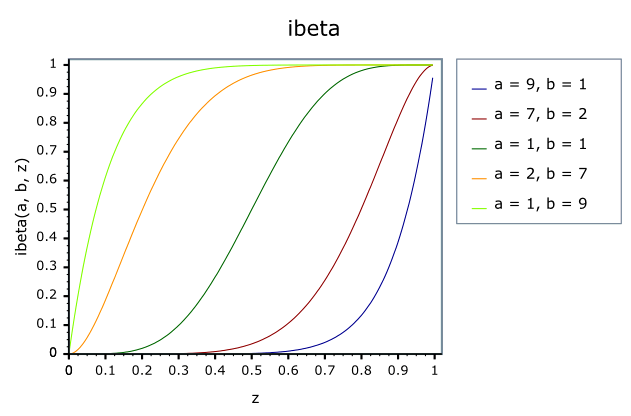 ibeta
1
0.9
0.8
0.7
0.6
0.5
0.4
0.3
0.2
0.1
0
0 0.1 0.2 0.3 0.4 0.5 0.6 0.7 0.8 0.9 1
ibeta(a, b, z)
z
a = 9, b = 1
a = 7, b = 2
a = 1, b = 1
a = 2, b = 7
a = 1, b = 9